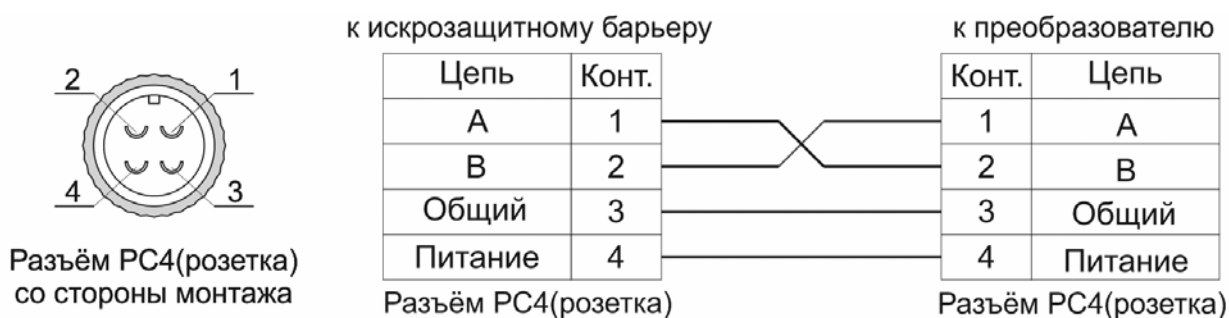 2 1
4 3
Разъём РС4(розетка)
со стороны монтажа
к искрозащитному барьеру
Цепь Конт.
А 1
В 2
Общий 3
Питание 4
Разъём РС4(розетка)
к преобразователю
Конт. Цепь
1 А
2 В
3 Общий
4 Питание
Разъём РС4(розетка)